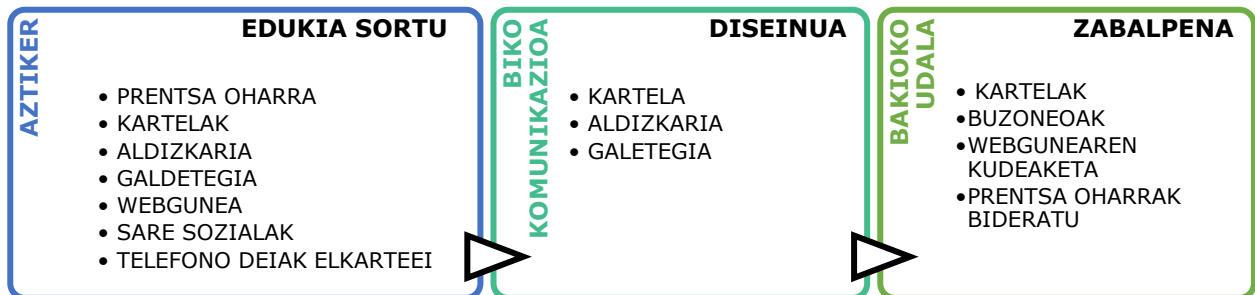 AZTIKER
EDUKIA SORTU
• PRENTSA OHARRA
• KARTELAK
• ALDIZKARIA
• GALDETEGIA
• WEBGUNEA
• SARE SOZIALAK
• TELEFONO DEIAK ELKARTEEI
BIKO
KOMUNIKAZIOA
DISEINUA
• KARTELA
• ALDIZKARIA
• GALETEGIA
BAKIOKO
UDALA
ZABALPENA
• KARTELAK
•BUZONEOAK
•WEBGUNEAREN
KUDEAKETA
•PRENTSA OHARRAK
BIDERATU